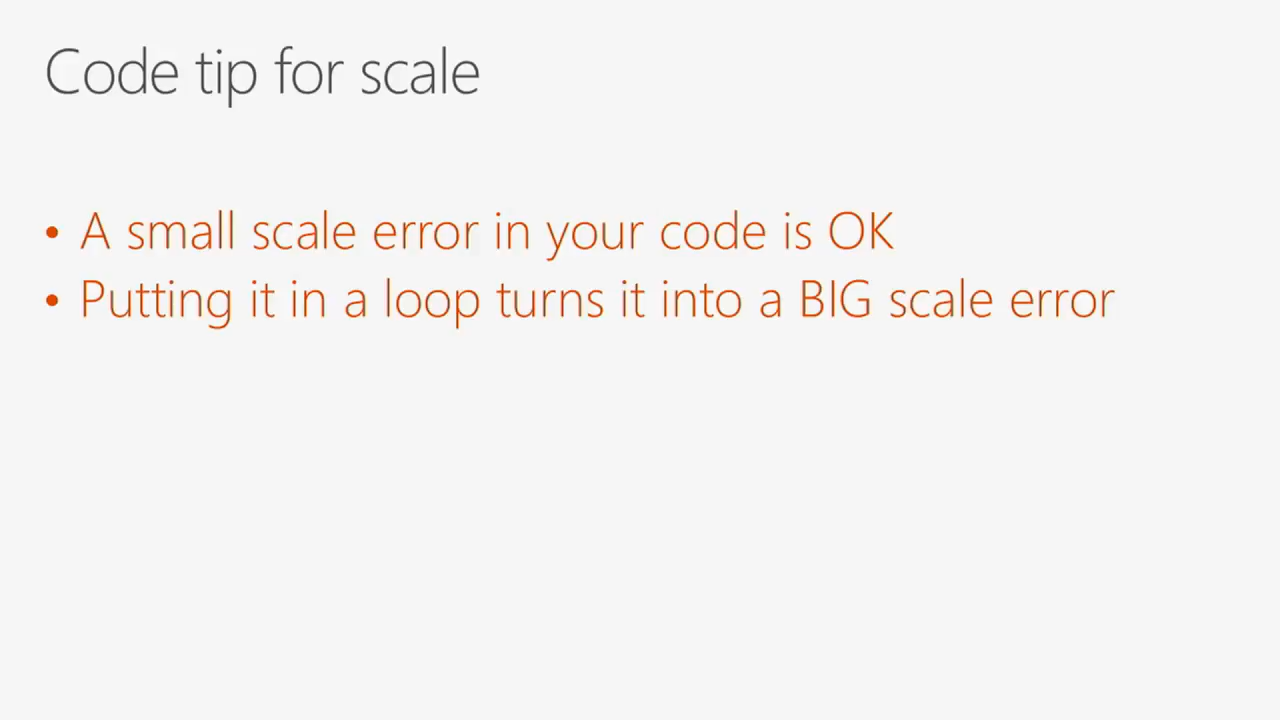 Code tip for scale
• A small scale error in your code is OK
• Putting it in a loop turns it into a BIG scale error